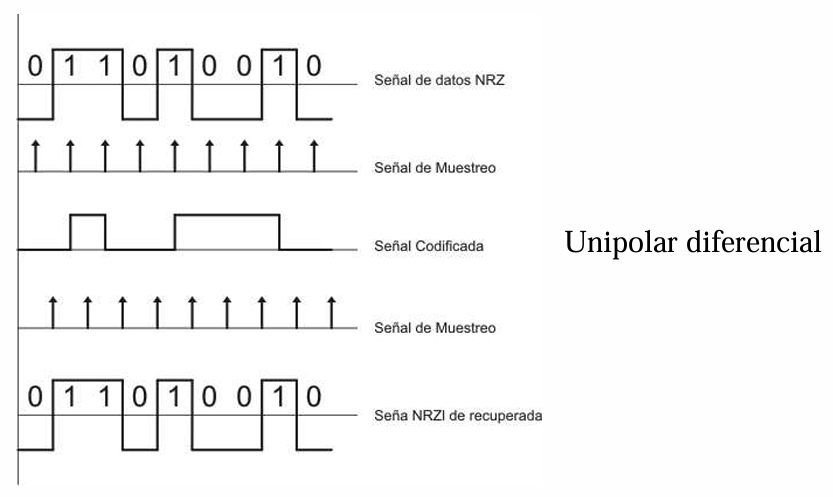 0 1 1 0 1 0 0 1 0
Señal de datos NRZ
Señal de Muestreo
Señal Codificada
Unipolar diferencial
Señal de Muestreo
0 1 1 0 1 0 0 1 0
Seña NRZI de recuperada